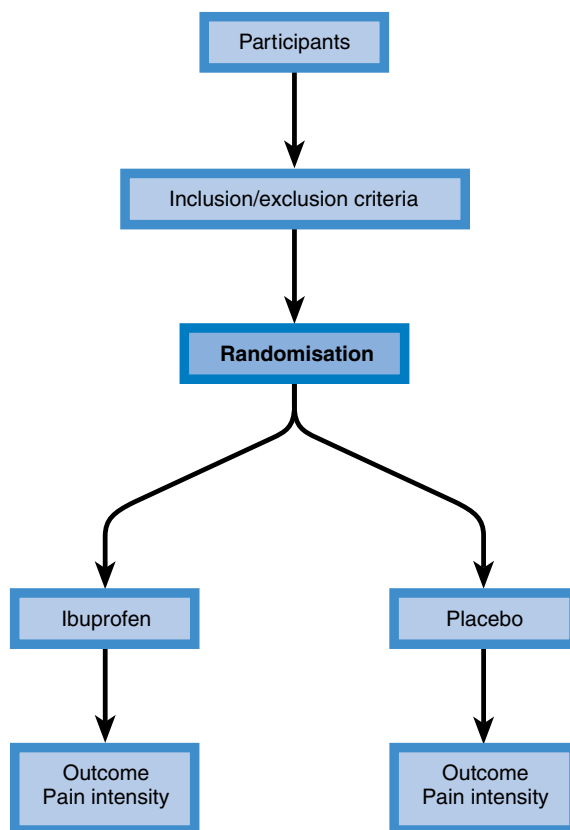 Participants
Inclusion/exclusion criteria
Randomisation
Ibuprofen
Placebo
Outcome
Pain intensity
Outcome
Pain intensity